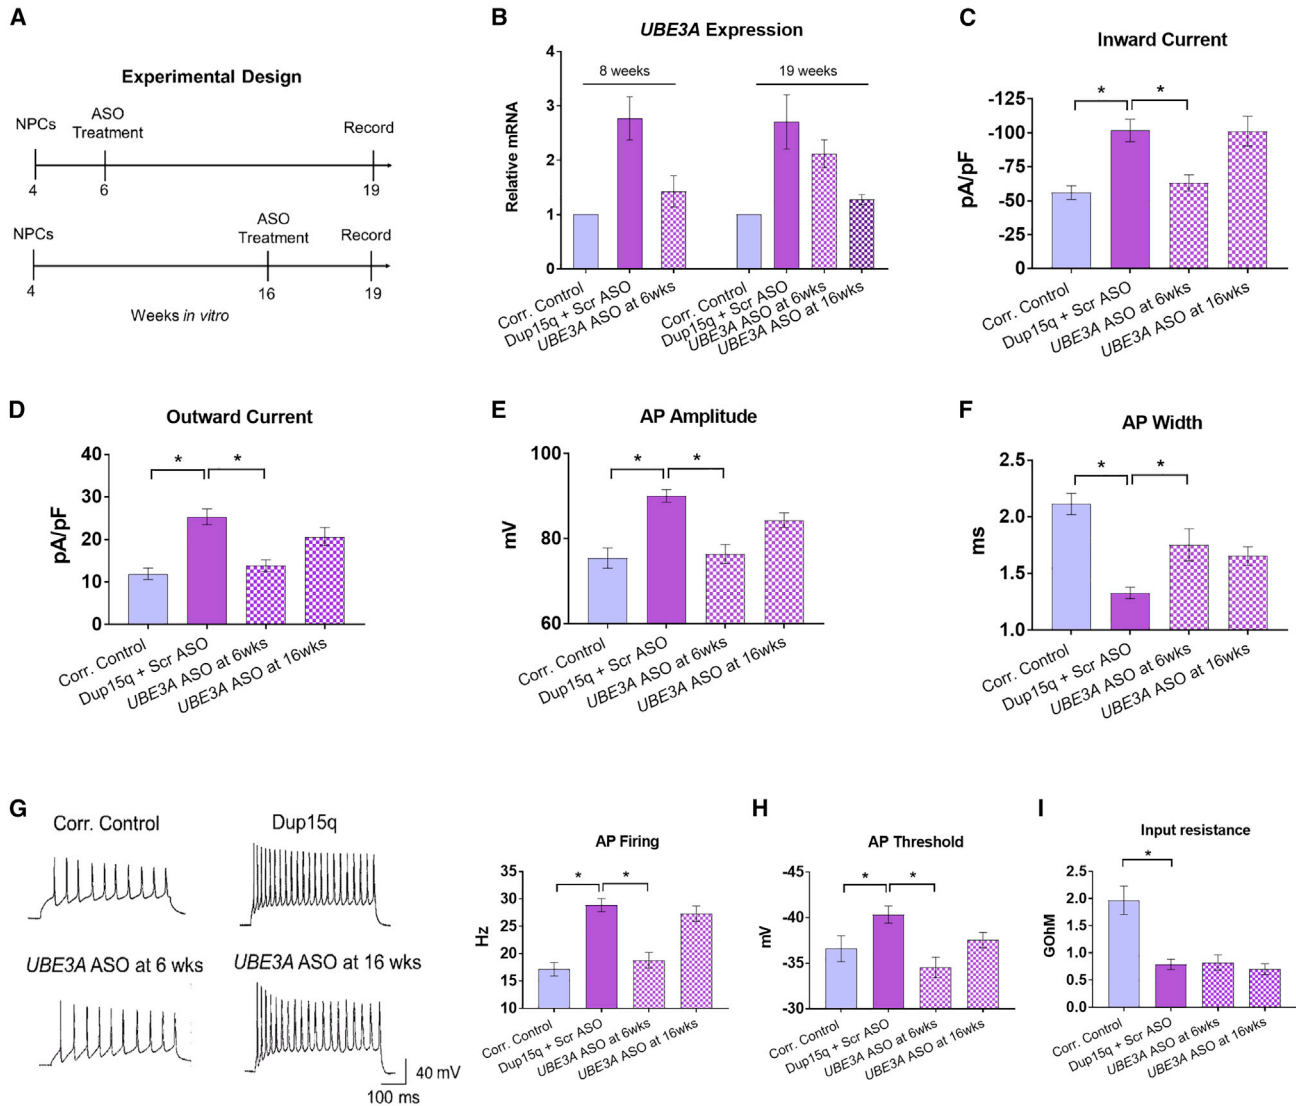 A
Experimental Design
NPCs
ASO
Treatment
Record
4
6
19
NPCs
ASO
Treatment
Record
4
16
19
Weeks in vitro
B
UBE3A Expression
8 weeks
19 weeks
Relative mRNA
4
3
2
1
0
Corr. Control
Dup15q + Scr ASO
UBE3A ASO at 6wks
Corr. Control
Dup15q + Scr ASO
UBE3A ASO at 6wks
UBE3A ASO at 16wks
C
Inward Current
pA/pF
-125
-100
-75
-50
-25
0
* *
Corr. Control
Dup15q + Scr ASO
UBE3A ASO at 6wks
UBE3A ASO at 16wks
D
Outward Current
pA/pF
40
30
20
10
0
* *
Corr. Control
Dup15q + Scr ASO
UBE3A ASO at 6wks
UBE3A ASO at 16wks
E
AP Amplitude
mV
100
80
60
* *
Corr. Control
Dup15q + Scr ASO
UBE3A ASO at 6wks
UBE3A ASO at 16wks
F
AP Width
ms
2.5
2.0
1.5
1.0
* *
Corr. Control
Dup15q + Scr ASO
UBE3A ASO at 6wks
UBE3A ASO at 16wks
G
Corr. Control
Dup15q
UBE3A ASO at 6 wks
UBE3A ASO at 16 wks
40 mV
100 ms
AP Firing
Hz
35
30
25
20
15
10
* *
Corr. Control
Dup15q + Scr ASO
UBE3A ASO at 6wks
UBE3A ASO at 16wks
H
AP Threshold
mV
-45
-40
-35
-30
* *
Corr. Control
Dup15q + Scr ASO
UBE3A ASO at 6wks
UBE3A ASO at 16wks
I
Input resistance
GOhM
2.5
2.0
1.5
1.0
0.5
0.0
*
Corr. Control
Dup15q + Scr ASO
UBE3A ASO at 6wks
UBE3A ASO at 16wks